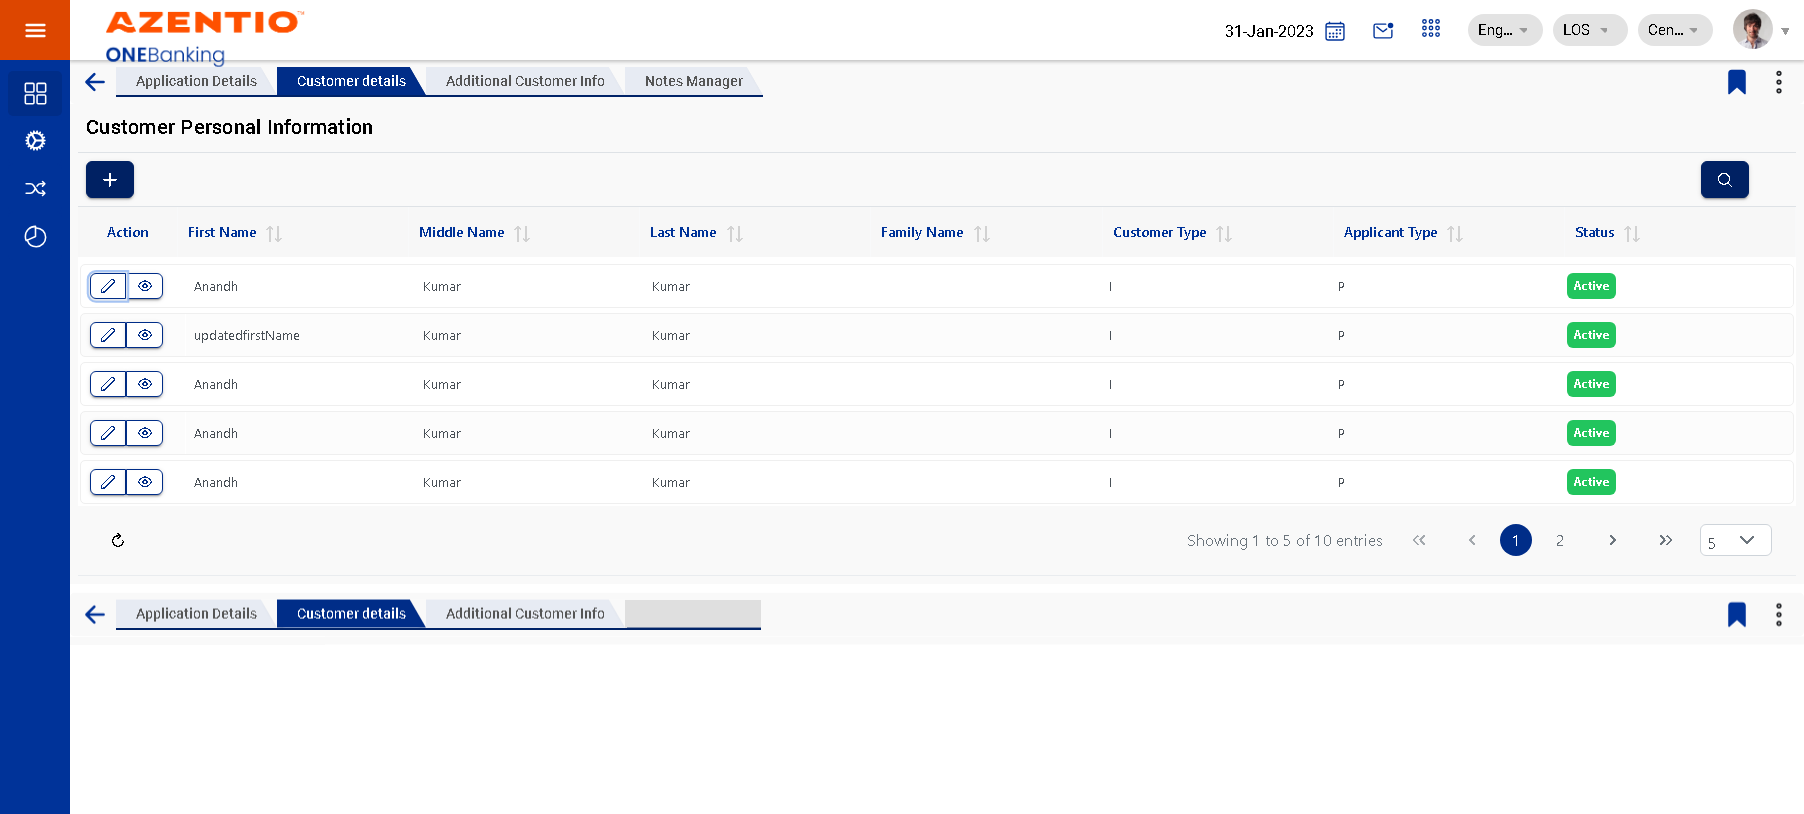 AZENTIO™
ONEBanking
31-Jan-2023 Eng... LOS Cen...
Application Details Customer details Additional Customer Info Notes Manager
Customer Personal Information
Action First Name Middle Name Last Name Family Name Customer Type Applicant Type Status
Anandh Kumar Kumar I P Active
updatedfirstName Kumar Kumar I P Active
Anandh Kumar Kumar I P Active
Anandh Kumar Kumar I P Active
Anandh Kumar Kumar I P Active
Showing 1 to 5 of 10 entries 1 2 5
Application Details Customer details Additional Customer Info